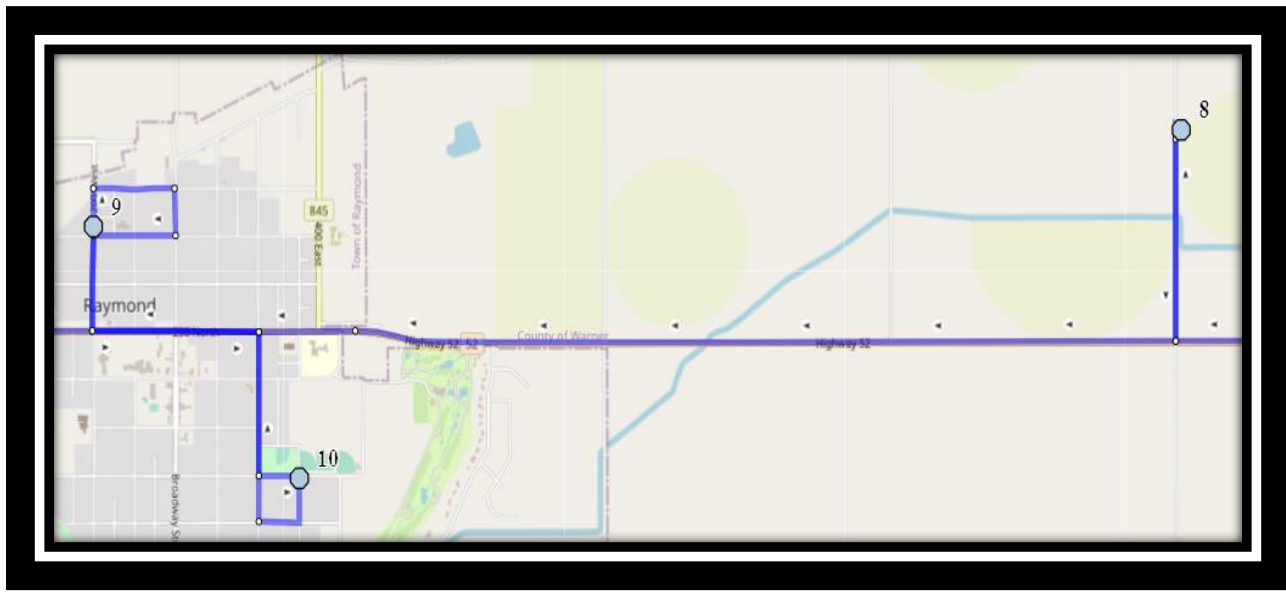 8
9
845
400 East
Town of Raymond
Raymond
Highway 52
52
County of Warner
Highway 52
10
Broadway St